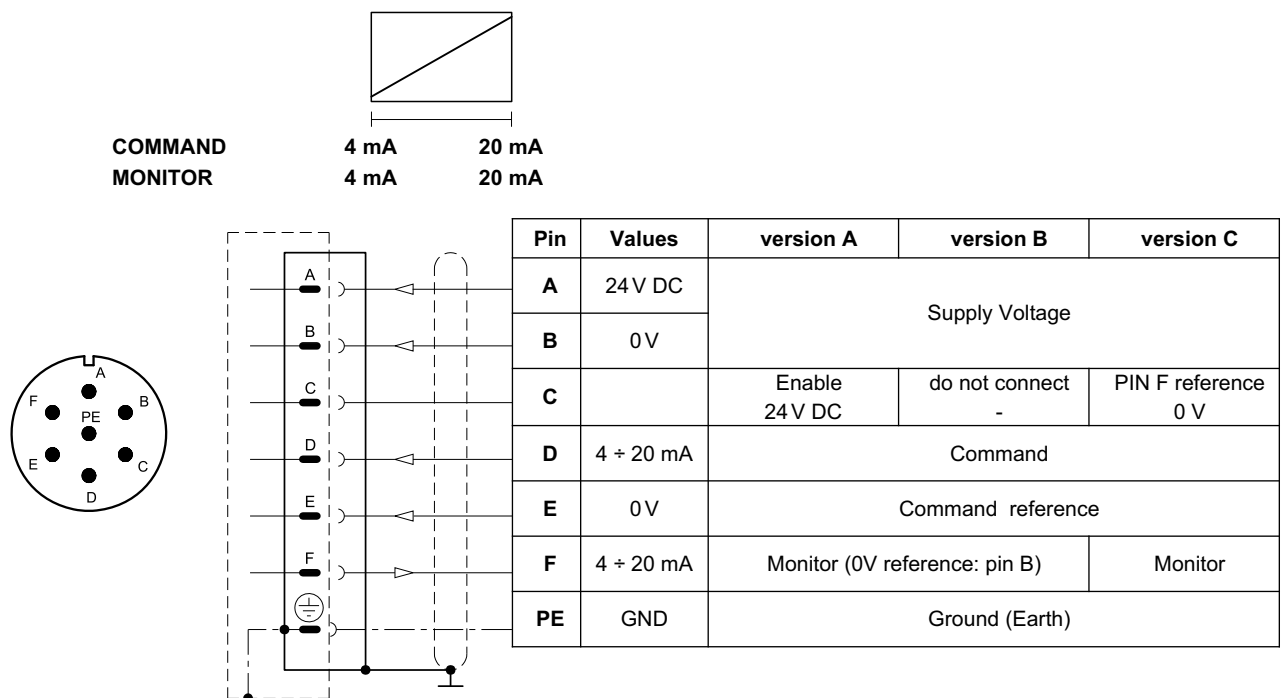 COMMAND 4 mA 20 mA
MONITOR 4 mA 20 mA
Pin Values version A version B version C
A 24 V DC Supply Voltage
B 0 V
C Enable 24 V DC do not connect - PIN F reference 0 V
D 4 ÷ 20 mA Command
E 0 V Command reference
F 4 ÷ 20 mA Monitor (0V reference: pin B) Monitor
PE GND Ground (Earth)
A
B
C
D
E
F
A
F
B
PE
E
C
D